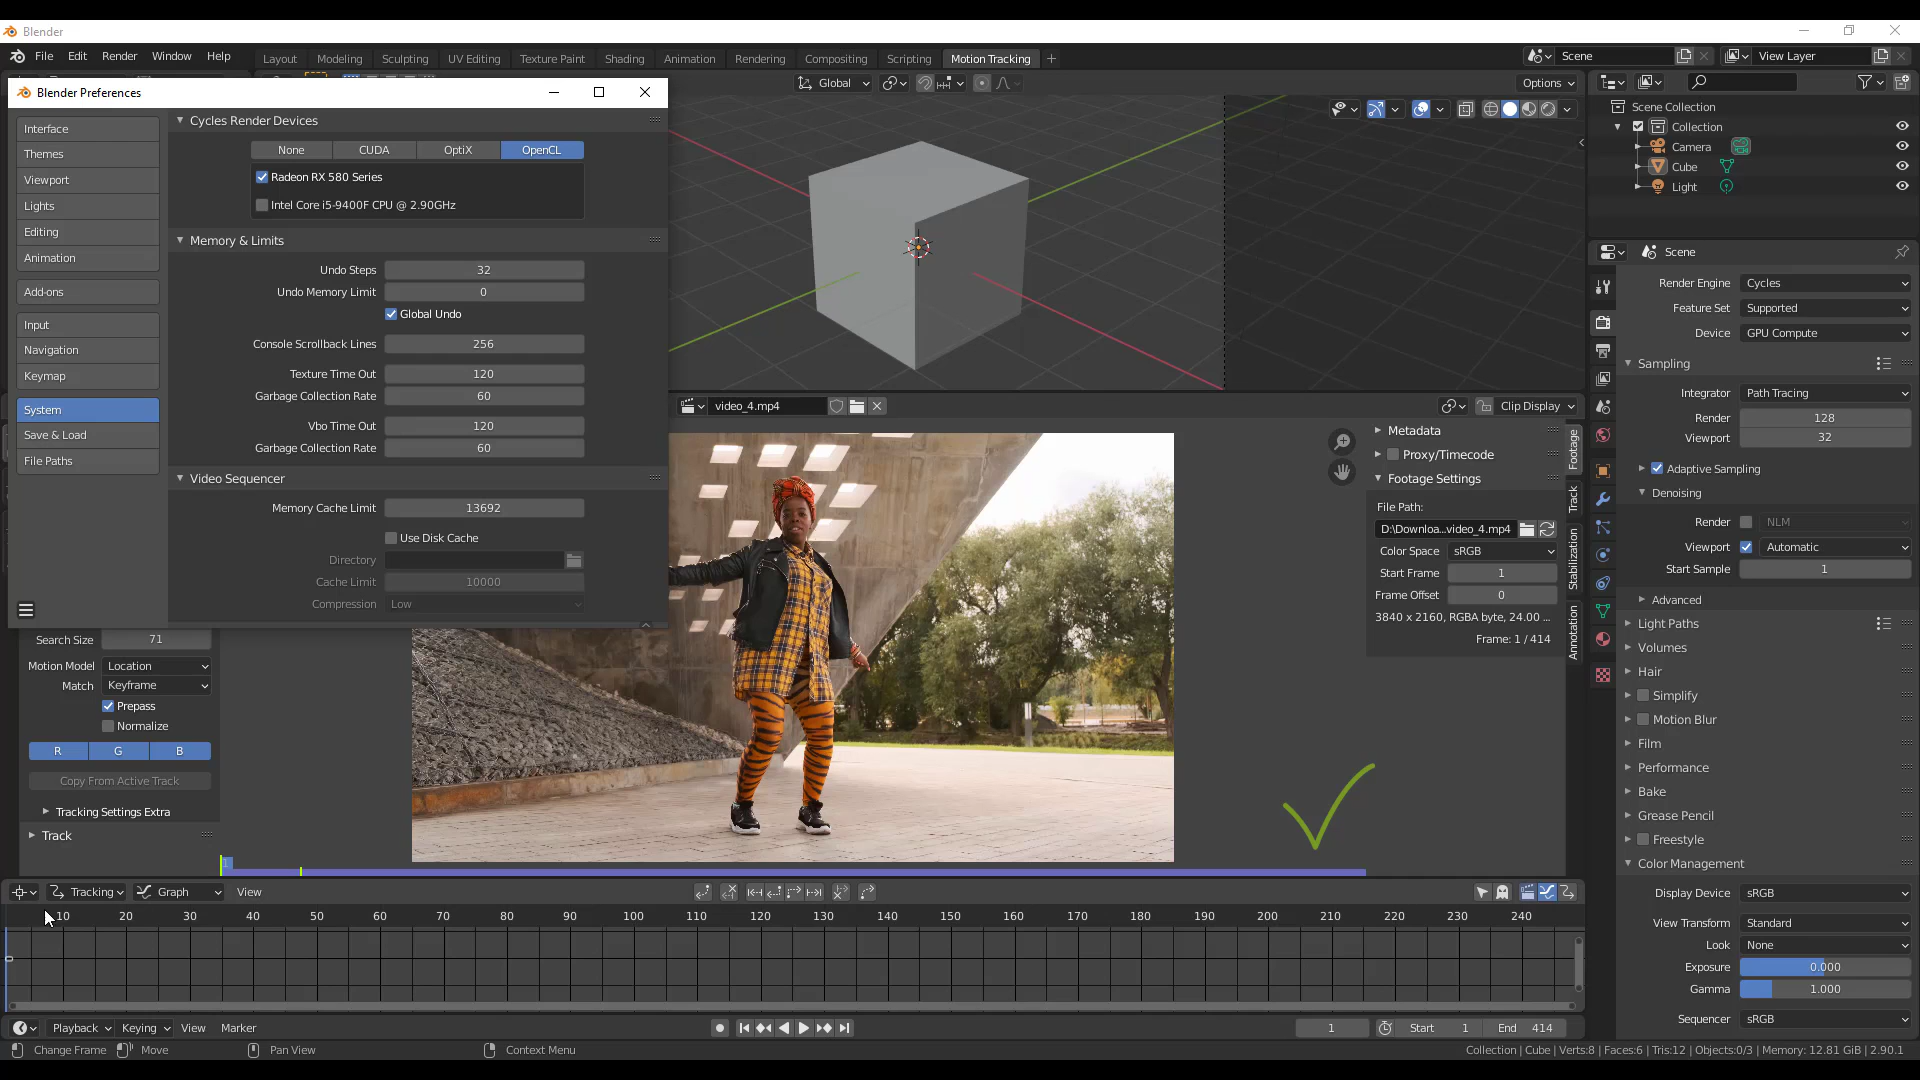 Blender
File Edit Render Window Help
Layout Modeling Sculpting UV Editing Texture Paint Shading Animation Rendering Compositing Scripting Motion Tracking +
Scene View Layer
Blender Preferences
Interface
Themes
Viewport
Lights
Editing
Animation
Add-ons
Input
Navigation
Keymap
System
Save & Load
File Paths
Cycles Render Devices
None CUDA OptiX OpenCL
Radeon RX 580 Series
Intel Core i5-9400F CPU @ 2.90GHz
Memory & Limits
Undo Steps 32
Undo Memory Limit 0
Global Undo
Console Scrollback Lines 256
Texture Time Out 120
Garbage Collection Rate 60
Vbo Time Out 120
Garbage Collection Rate 60
Video Sequencer
Memory Cache Limit 13692
Use Disk Cache
Directory
Cache Limit 10000
Compression Low
Global
Options
video_4.mp4
Clip Display
Metadata
Proxy/Timecode
Footage Settings
File Path:
D:\Downloa...video_4.mp4
Color Space sRGB
Start Frame 1
Frame Offset 0
3840 x 2160, RGBA byte, 24.00 ...
Frame: 1 / 414
Footage
Track
Stabilization
Annotation
Search Size 71
Motion Model Location
Match Keyframe
Prepass
Normalize
R G B
Copy From Active Track
Tracking Settings Extra
Track
1
Tracking Graph View
10 20 30 40 50 60 70 80 90 100 110 120 130 140 150 160 170 180 190 200 210 220 230 240
Playback Keying View Marker
1 Start 1 End 414
Change Frame Move Pan View Context Menu
Collection | Cube | Verts:8 | Faces:6 | Tris:12 | Objects:0/3 | Memory: 12.81 GiB | 2.90.1
Scene Collection
Collection
Camera
Cube
Light
Scene
Render Engine Cycles
Feature Set Supported
Device GPU Compute
Sampling
Integrator Path Tracing
Render 128
Viewport 32
Adaptive Sampling
Denoising
Render NLM
Viewport Automatic
Start Sample 1
Advanced
Light Paths
Volumes
Hair
Simplify
Motion Blur
Film
Performance
Bake
Grease Pencil
Freestyle
Color Management
Display Device sRGB
View Transform Standard
Look None
Exposure 0.000
Gamma 1.000
Sequencer sRGB